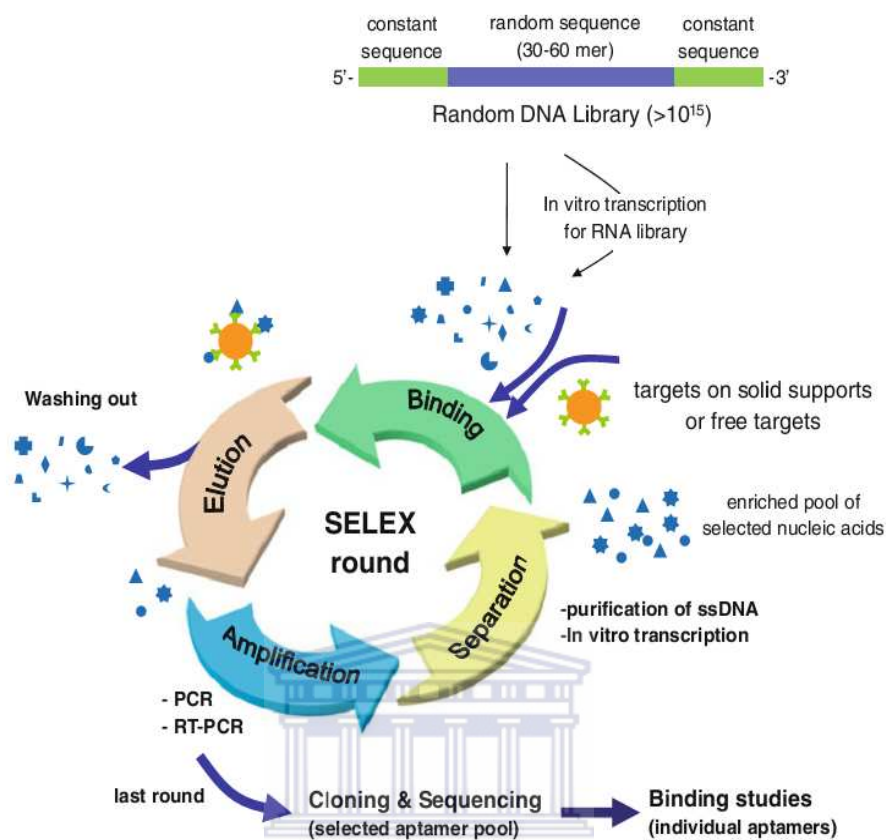 constant random sequence constant
sequence (30-60 mer) sequence
5'- -3'
Random DNA Library (>10¹⁵)
In vitro transcription
for RNA library
Washing out
Binding
targets on solid supports
or free targets
Elution
SELEX
round
enriched pool of
selected nucleic acids
Separation
-purification of ssDNA
-In vitro transcription
Amplification
- PCR
- RT-PCR
last round
Cloning & Sequencing
(selected aptamer pool)
Binding studies
(individual aptamers)